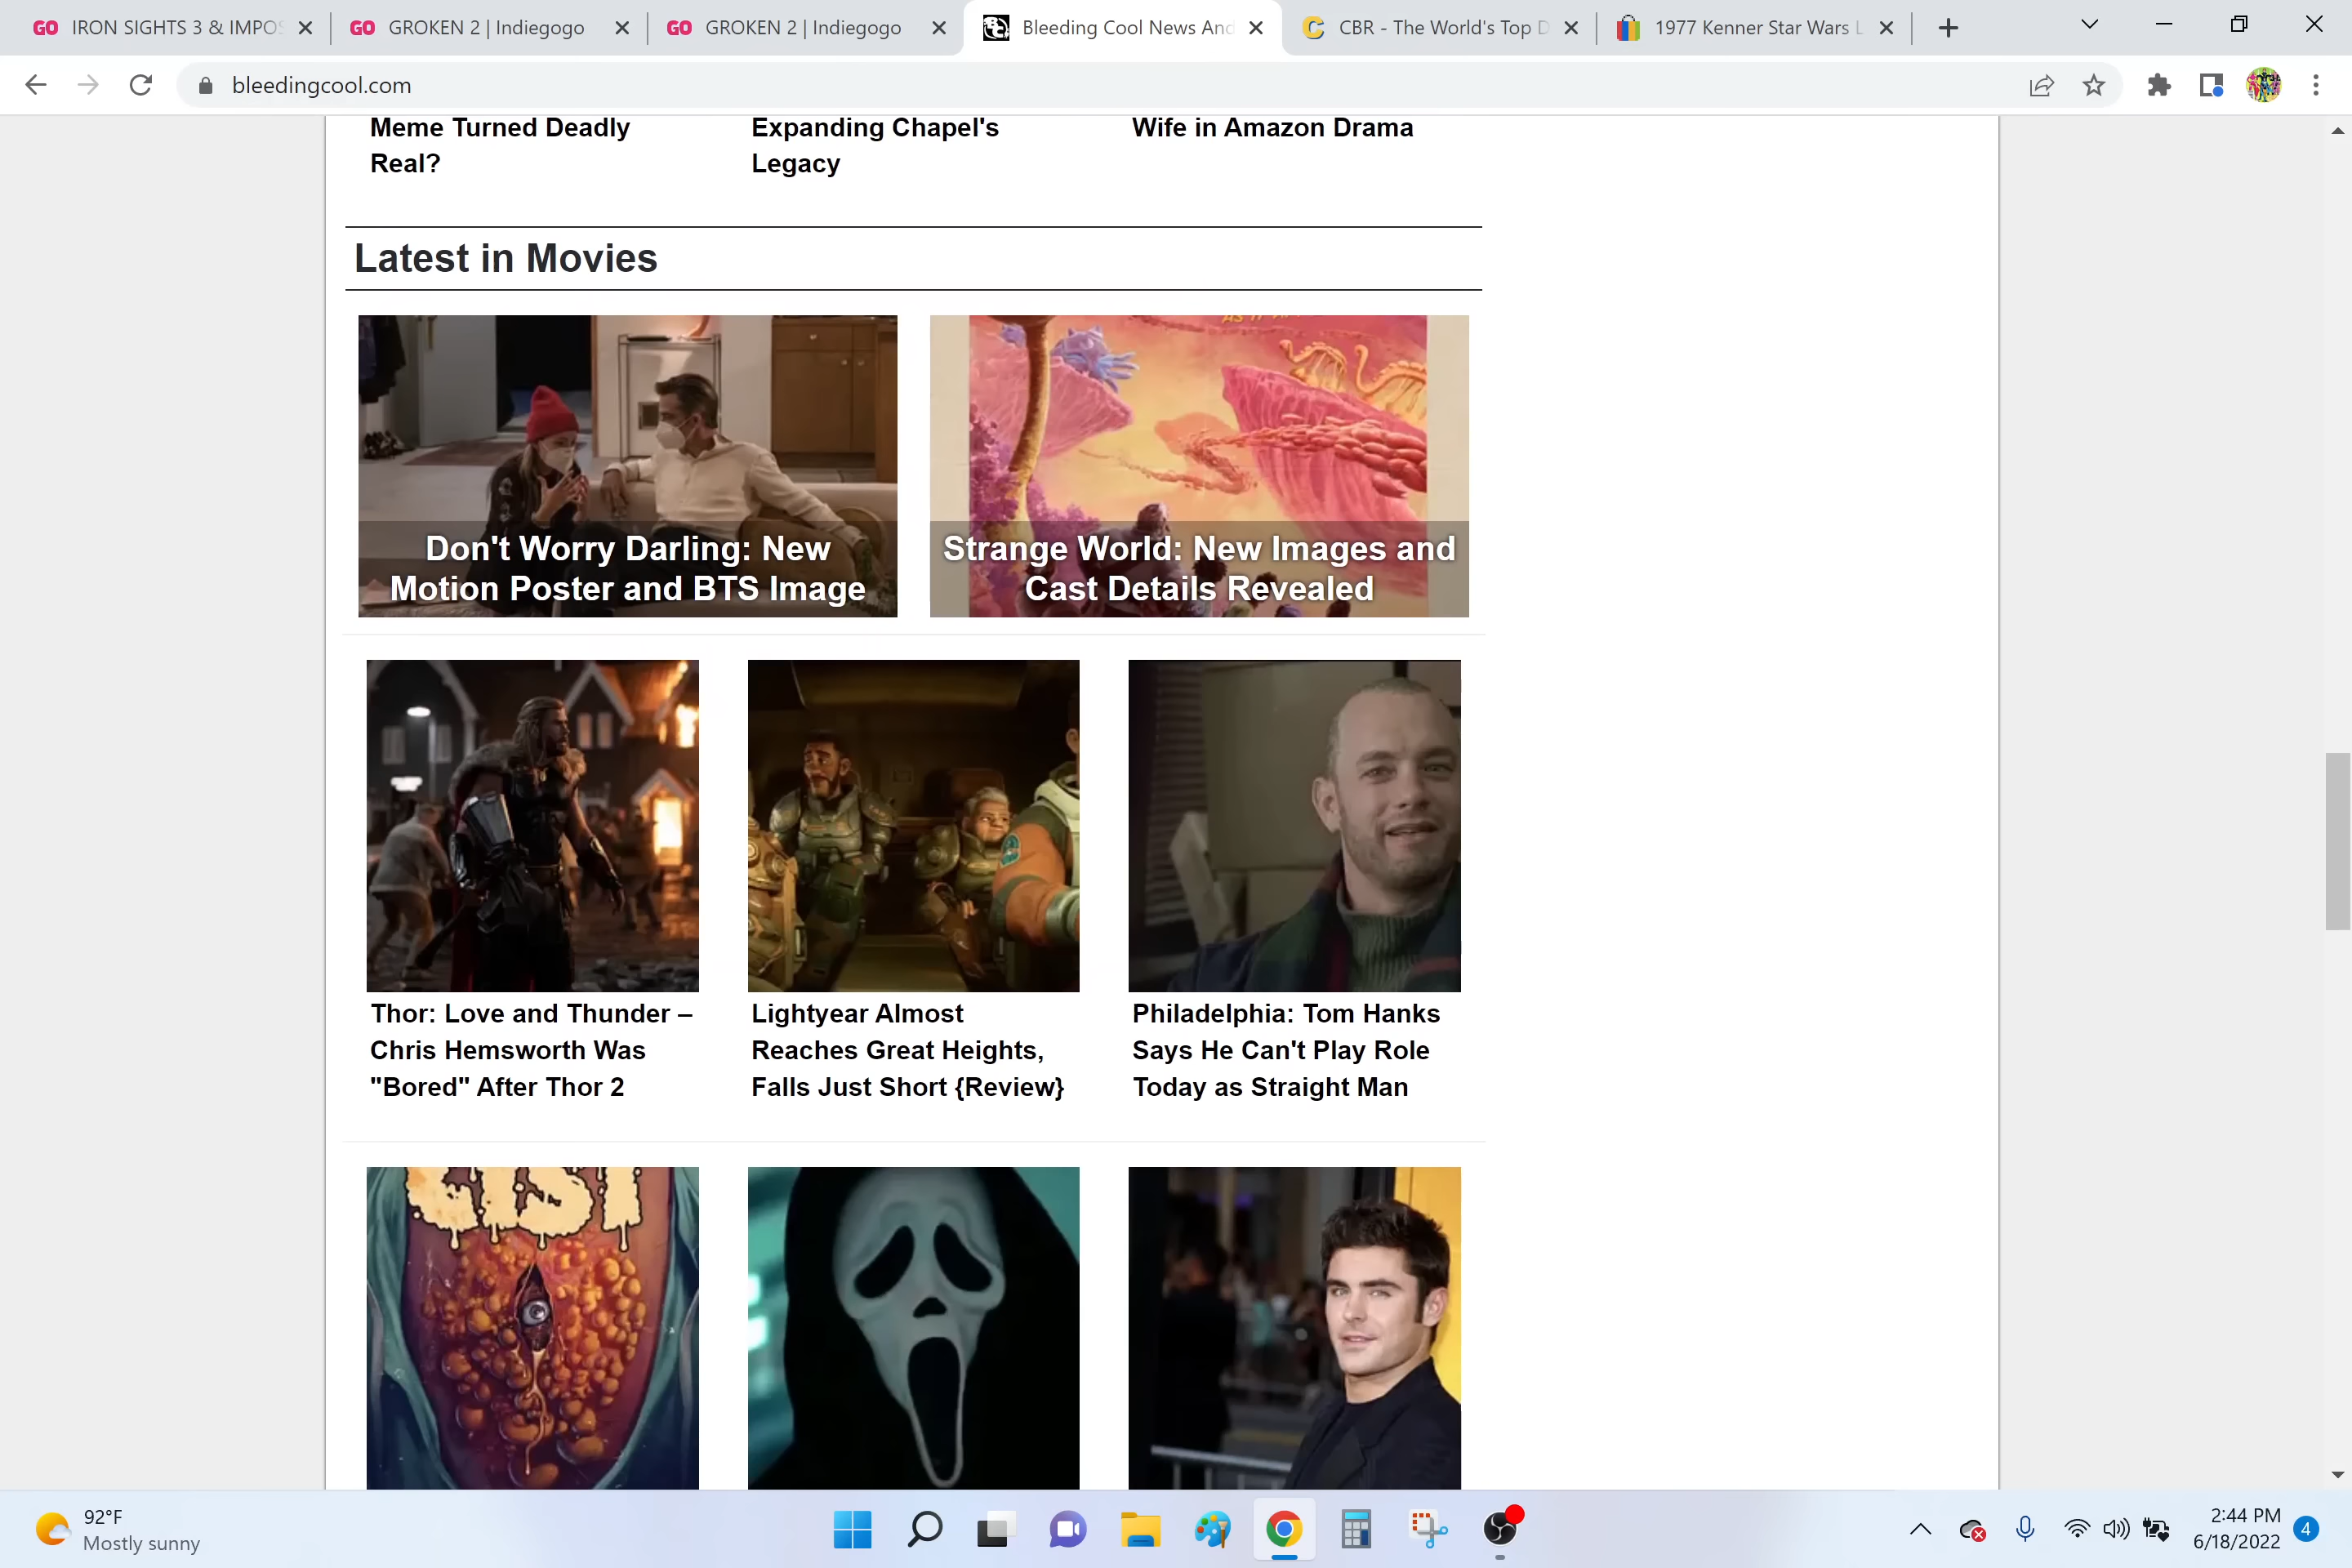 IRON SIGHTS 3 & IMPOS
GROKEN 2 | Indiegogo
GROKEN 2 | Indiegogo
Bleeding Cool News And
CBR - The World's Top D
1977 Kenner Star Wars L
bleedingcool.com
Meme Turned Deadly
Real?
Expanding Chapel's
Legacy
Wife in Amazon Drama
Latest in Movies
Don't Worry Darling: New
Motion Poster and BTS Image
Strange World: New Images and
Cast Details Revealed
Thor: Love and Thunder –
Chris Hemsworth Was
"Bored" After Thor 2
Lightyear Almost
Reaches Great Heights,
Falls Just Short {Review}
Philadelphia: Tom Hanks
Says He Can't Play Role
Today as Straight Man
92°F
Mostly sunny
2:44 PM
6/18/2022
4